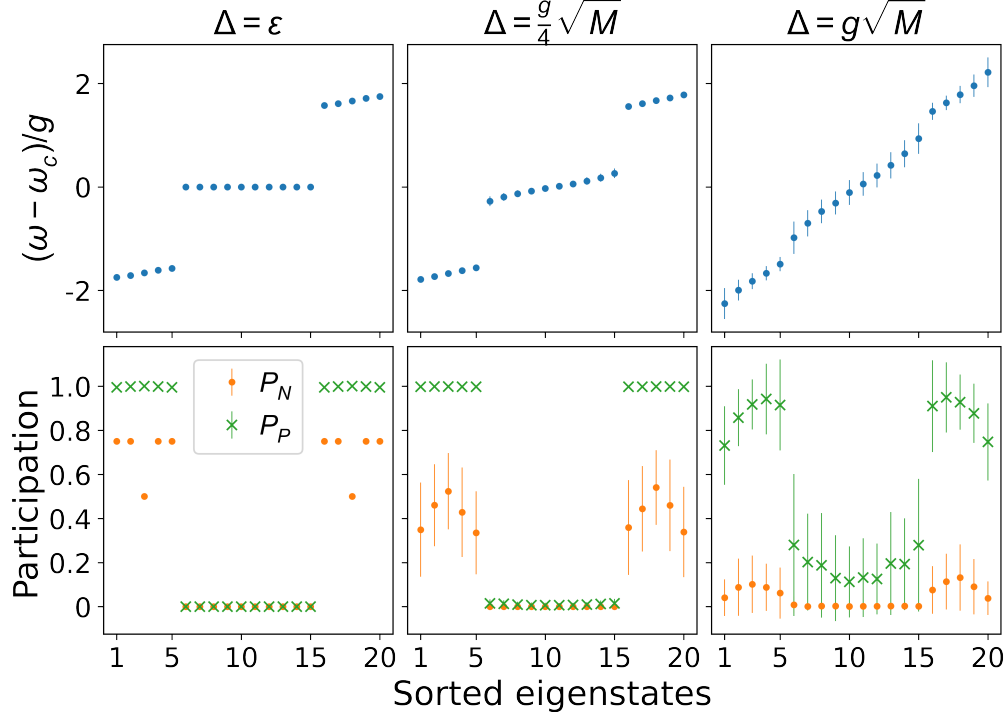 Δ = ε
Δ = g/4 √M
Δ = g√M
(ω − ω_c)/g
2
0
-2
Participation
1.0
0.8
0.6
0.4
0.2
0
P_N
P_P
1 5 10 15 20
1 5 10 15 20
1 5 10 15 20
Sorted eigenstates